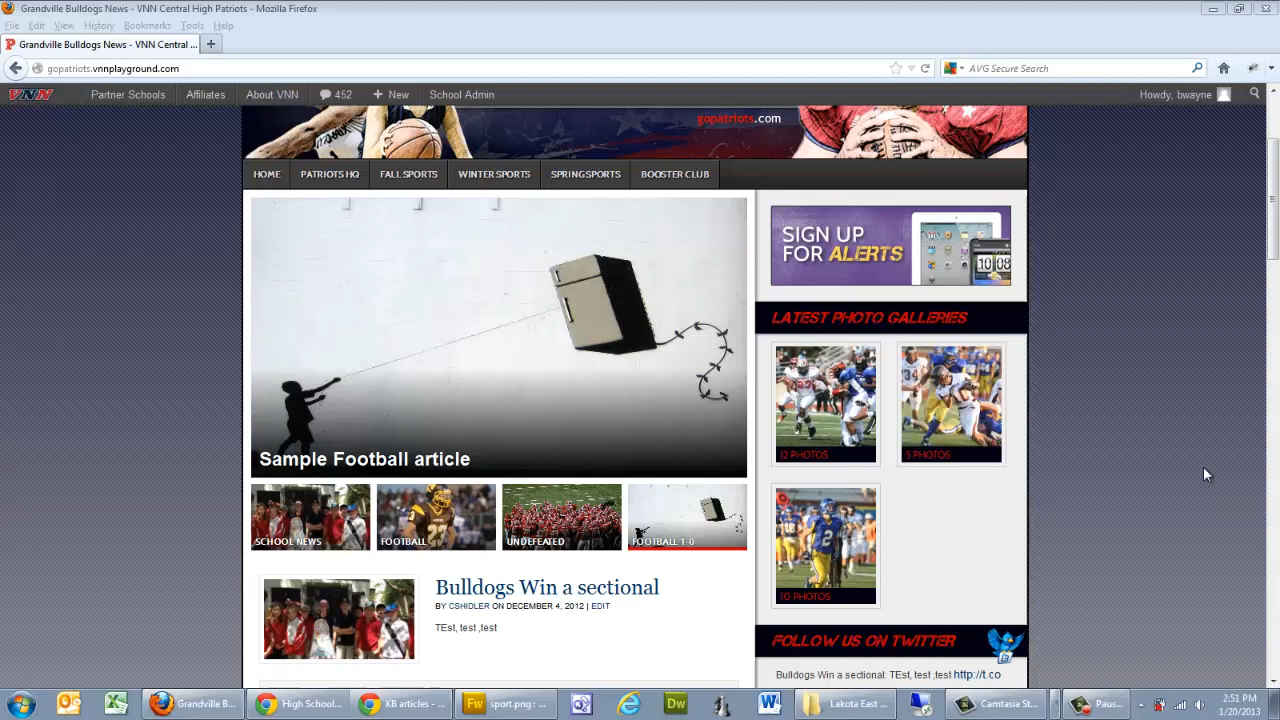 Grandville Bulldogs News - VNN Central High Patriots - Mozilla Firefox
File Edit View History Bookmarks Tools Help
Grandville Bulldogs News - VNN Central ...
gopatriots.vnnplayground.com
AVG Secure Search
VNN Partner Schools Affiliates About VNN 452 + New School Admin Howdy, bwayne
gopatriots.com
HOME PATRIOTS HQ FALL SPORTS WINTER SPORTS SPRING SPORTS BOOSTER CLUB
SIGN UP
FOR ALERTS
10:08
LATEST PHOTO GALLERIES
12 PHOTOS
5 PHOTOS
Sample Football article
SCHOOL NEWS
FOOTBALL
UNDEFEATED
FOOTBALL 1-0
10 PHOTOS
Bulldogs Win a sectional
BY CSHIDLER ON DECEMBER 4, 2012 | EDIT
TEst, test ,test
FOLLOW US ON TWITTER
Bulldogs Win a sectional: TEst, test ,test http://t.co
Grandville B...
High School...
KB articles - ...
Fw sport.png : ...
Dw
Lakota East ...
Camtasia St...
Paus...
2:51 PM
1/20/2013